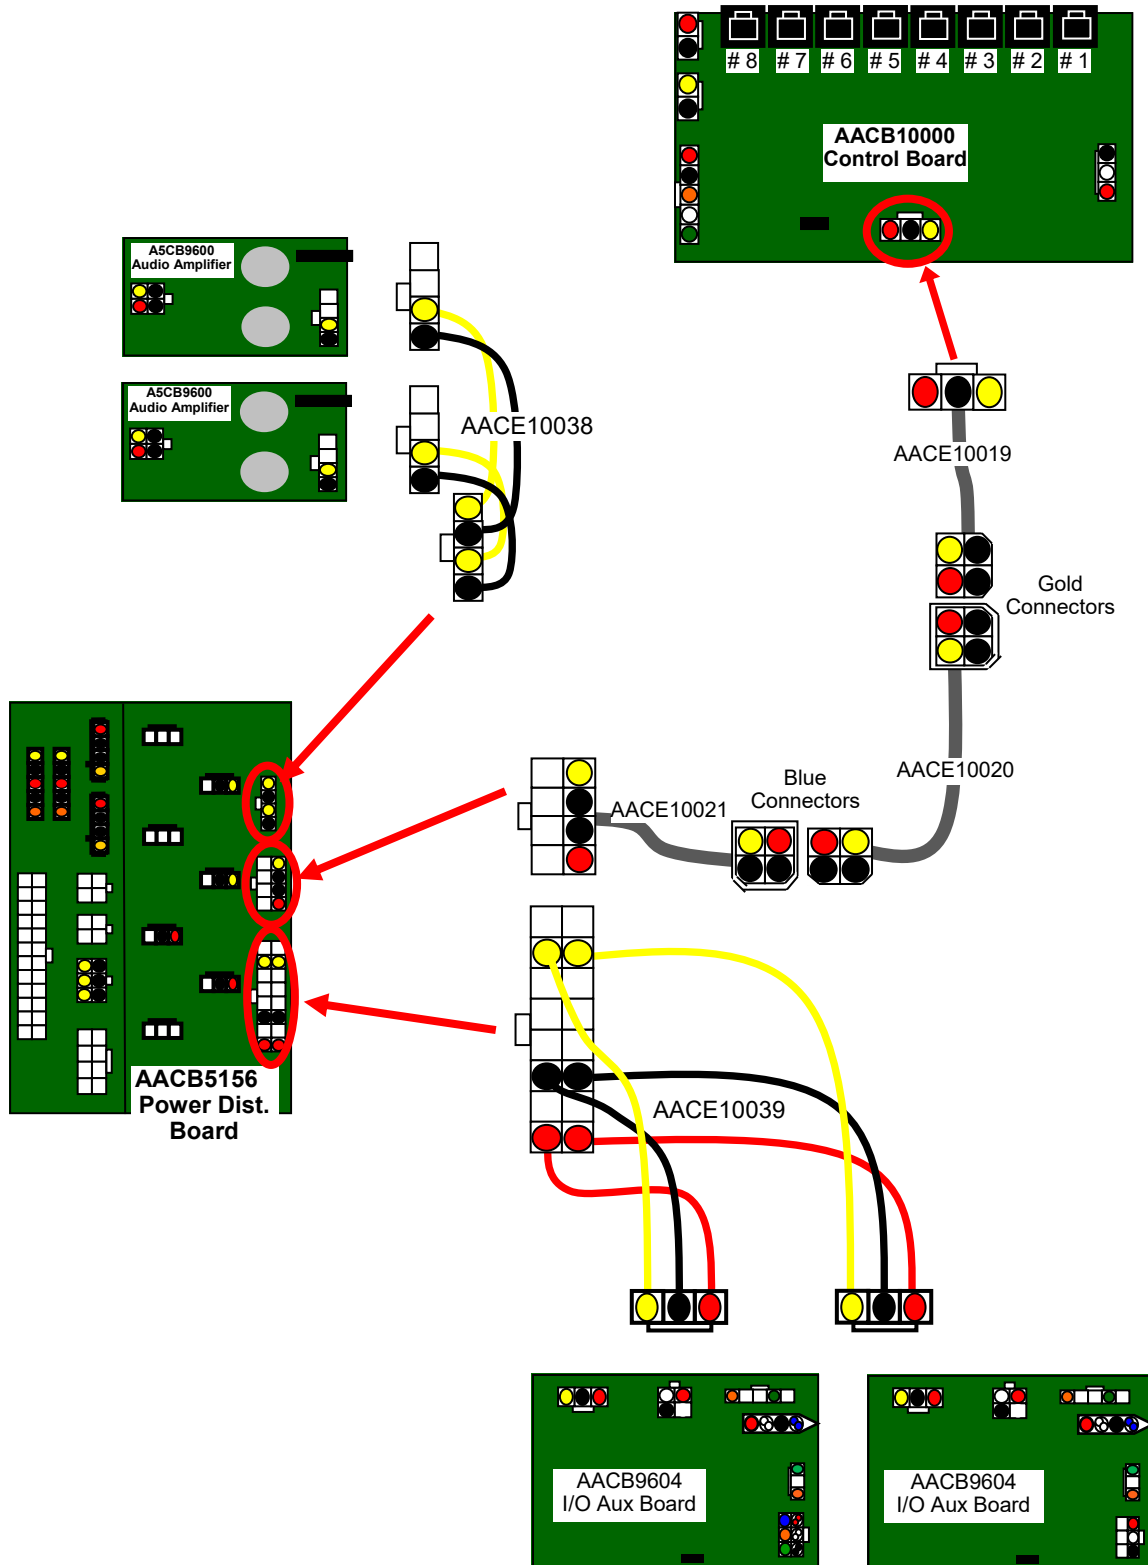 # 8 # 7 # 6 # 5 # 4 # 3 # 2 # 1
AACB10000
Control Board
A5CB9600
Audio Amplifier
A5CB9600
Audio Amplifier
AACE10038
AACE10019
Gold
Connectors
AACE10020
Blue
Connectors
AACE10021
AACB5156
Power Dist.
Board
AACE10039
AACB9604
I/O Aux Board
AACB9604
I/O Aux Board